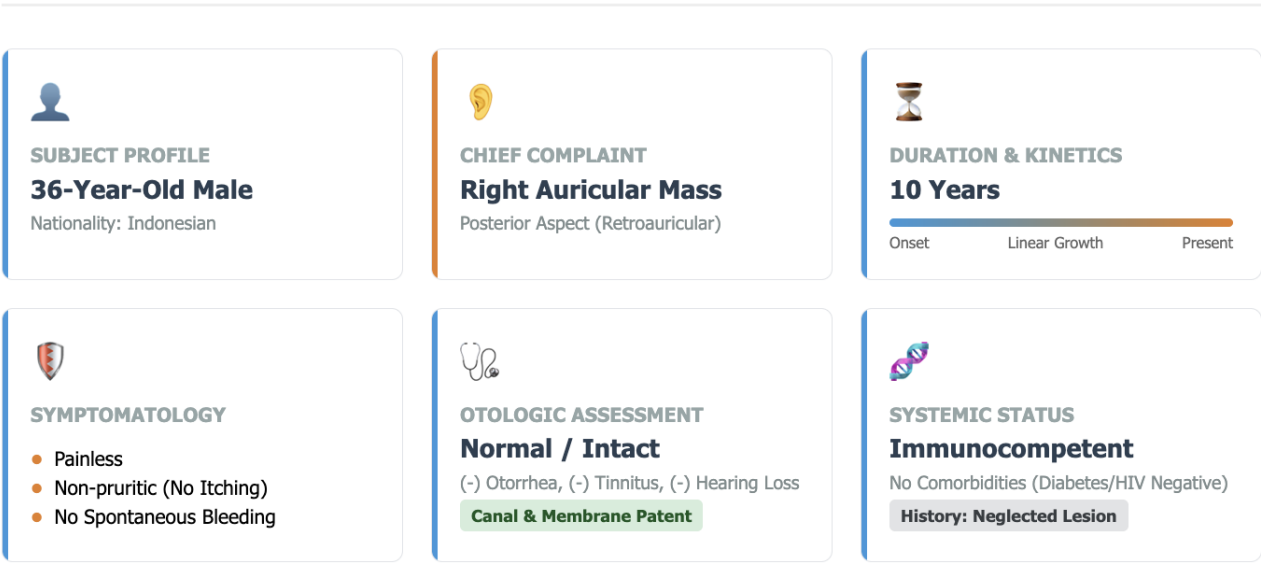 SUBJECT PROFILE
36-Year-Old Male
Nationality: Indonesian
CHIEF COMPLAINT
Right Auricular Mass
Posterior Aspect (Retroauricular)
DURATION & KINETICS
10 Years
Onset Linear Growth Present
SYMPTOMATOLOGY
Painless
Non-pruritic (No Itching)
No Spontaneous Bleeding
OTOLOGIC ASSESSMENT
Normal / Intact
(-) Otorrhea, (-) Tinnitus, (-) Hearing Loss
Canal & Membrane Patent
SYSTEMIC STATUS
Immunocompetent
No Comorbidities (Diabetes/HIV Negative)
History: Neglected Lesion